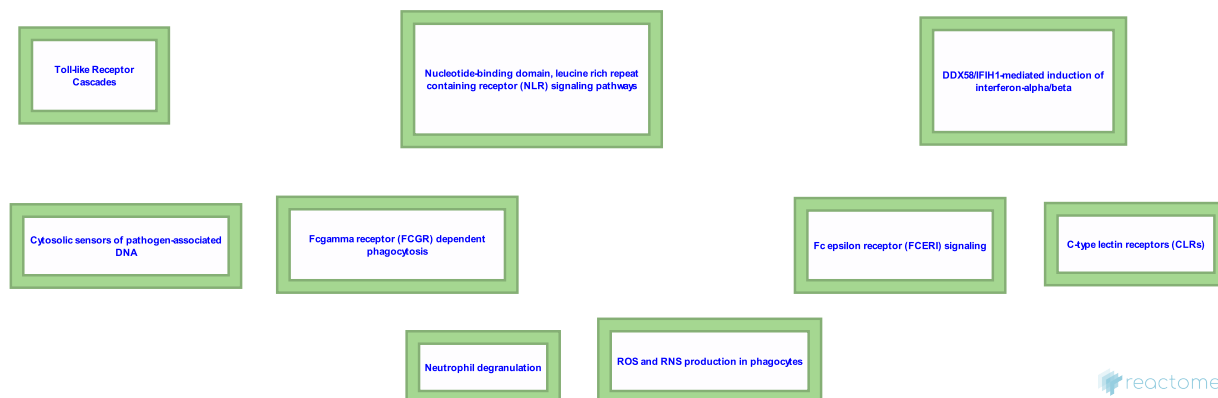 Toll-like Receptor
Cascades
Nucleotide-binding domain, leucine rich repeat
containing receptor (NLR) signaling pathways
DDX58/IFIH1-mediated induction of
interferon-alpha/beta
Cytosolic sensors of pathogen-associated
DNA
Fcgamma receptor (FCGR) dependent
phagocytosis
Fc epsilon receptor (FCERI) signaling
C-type lectin receptors (CLRs)
Neutrophil degranulation
ROS and RNS production in phagocytes
reactome